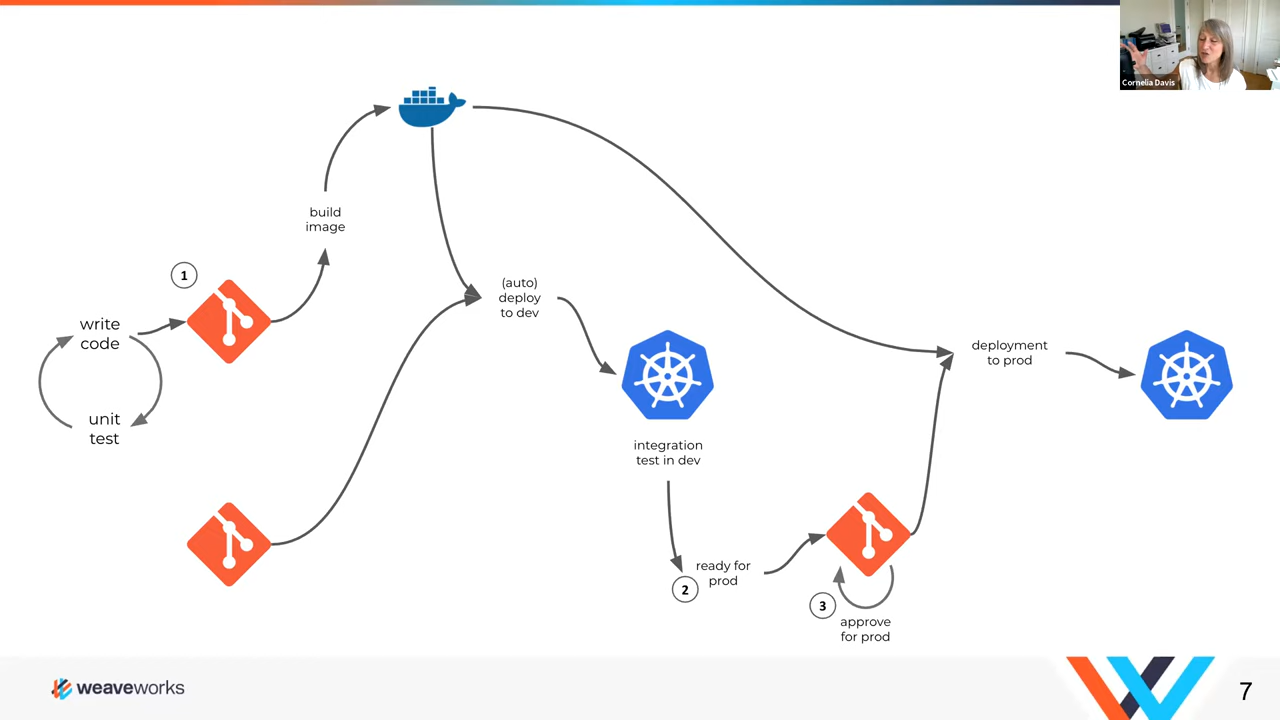 Cornelia Davis
build
image
1
(auto)
deploy
to dev
write
code
deployment
to prod
unit
test
integration
test in dev
ready for
prod
2
3
approve
for prod
weaveworks
7